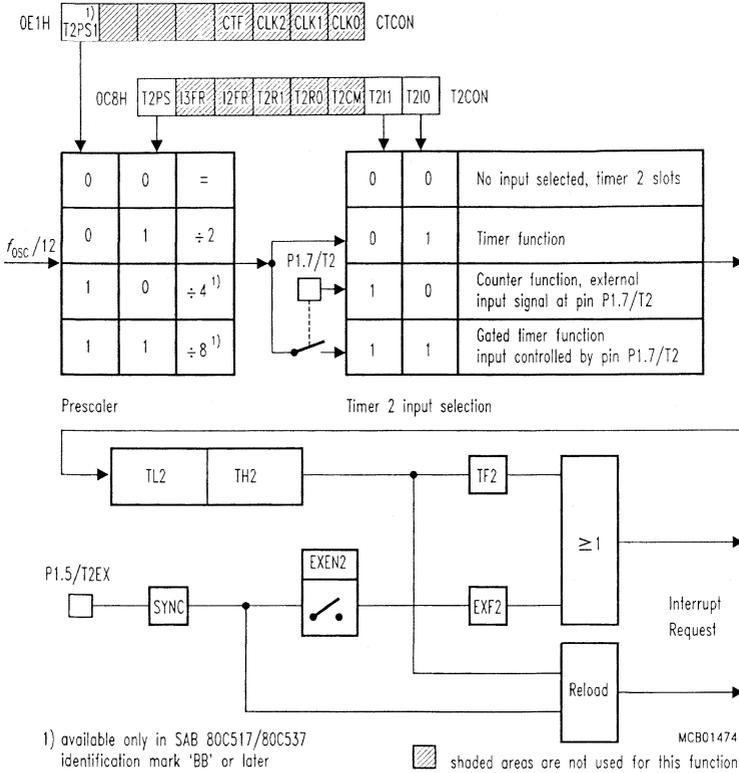 0E1H T2PS1 1) CTF CLK2 CLK1 CLK0 CTCON
0C8H T2PS I3FR I2FR T2R1 T2R0 T2CM T2I1 T2I0 T2CON
fOSC/12
0 0 =
0 1 ÷2
1 0 ÷4 1)
1 1 ÷8 1)
Prescaler
P1.7/T2
0 0 No input selected, timer 2 slots
0 1 Timer function
1 0 Counter function, external
input signal at pin P1.7/T2
1 1 Gated timer function
input controlled by pin P1.7/T2
Timer 2 input selection
TL2 TH2 TF2
≥1
EXEN2
P1.5/T2EX
SYNC EXF2
Interrupt
Request
Reload
1) available only in SAB 80C517/80C537
identification mark 'BB' or later
MCB01474
shaded areas are not used for this function